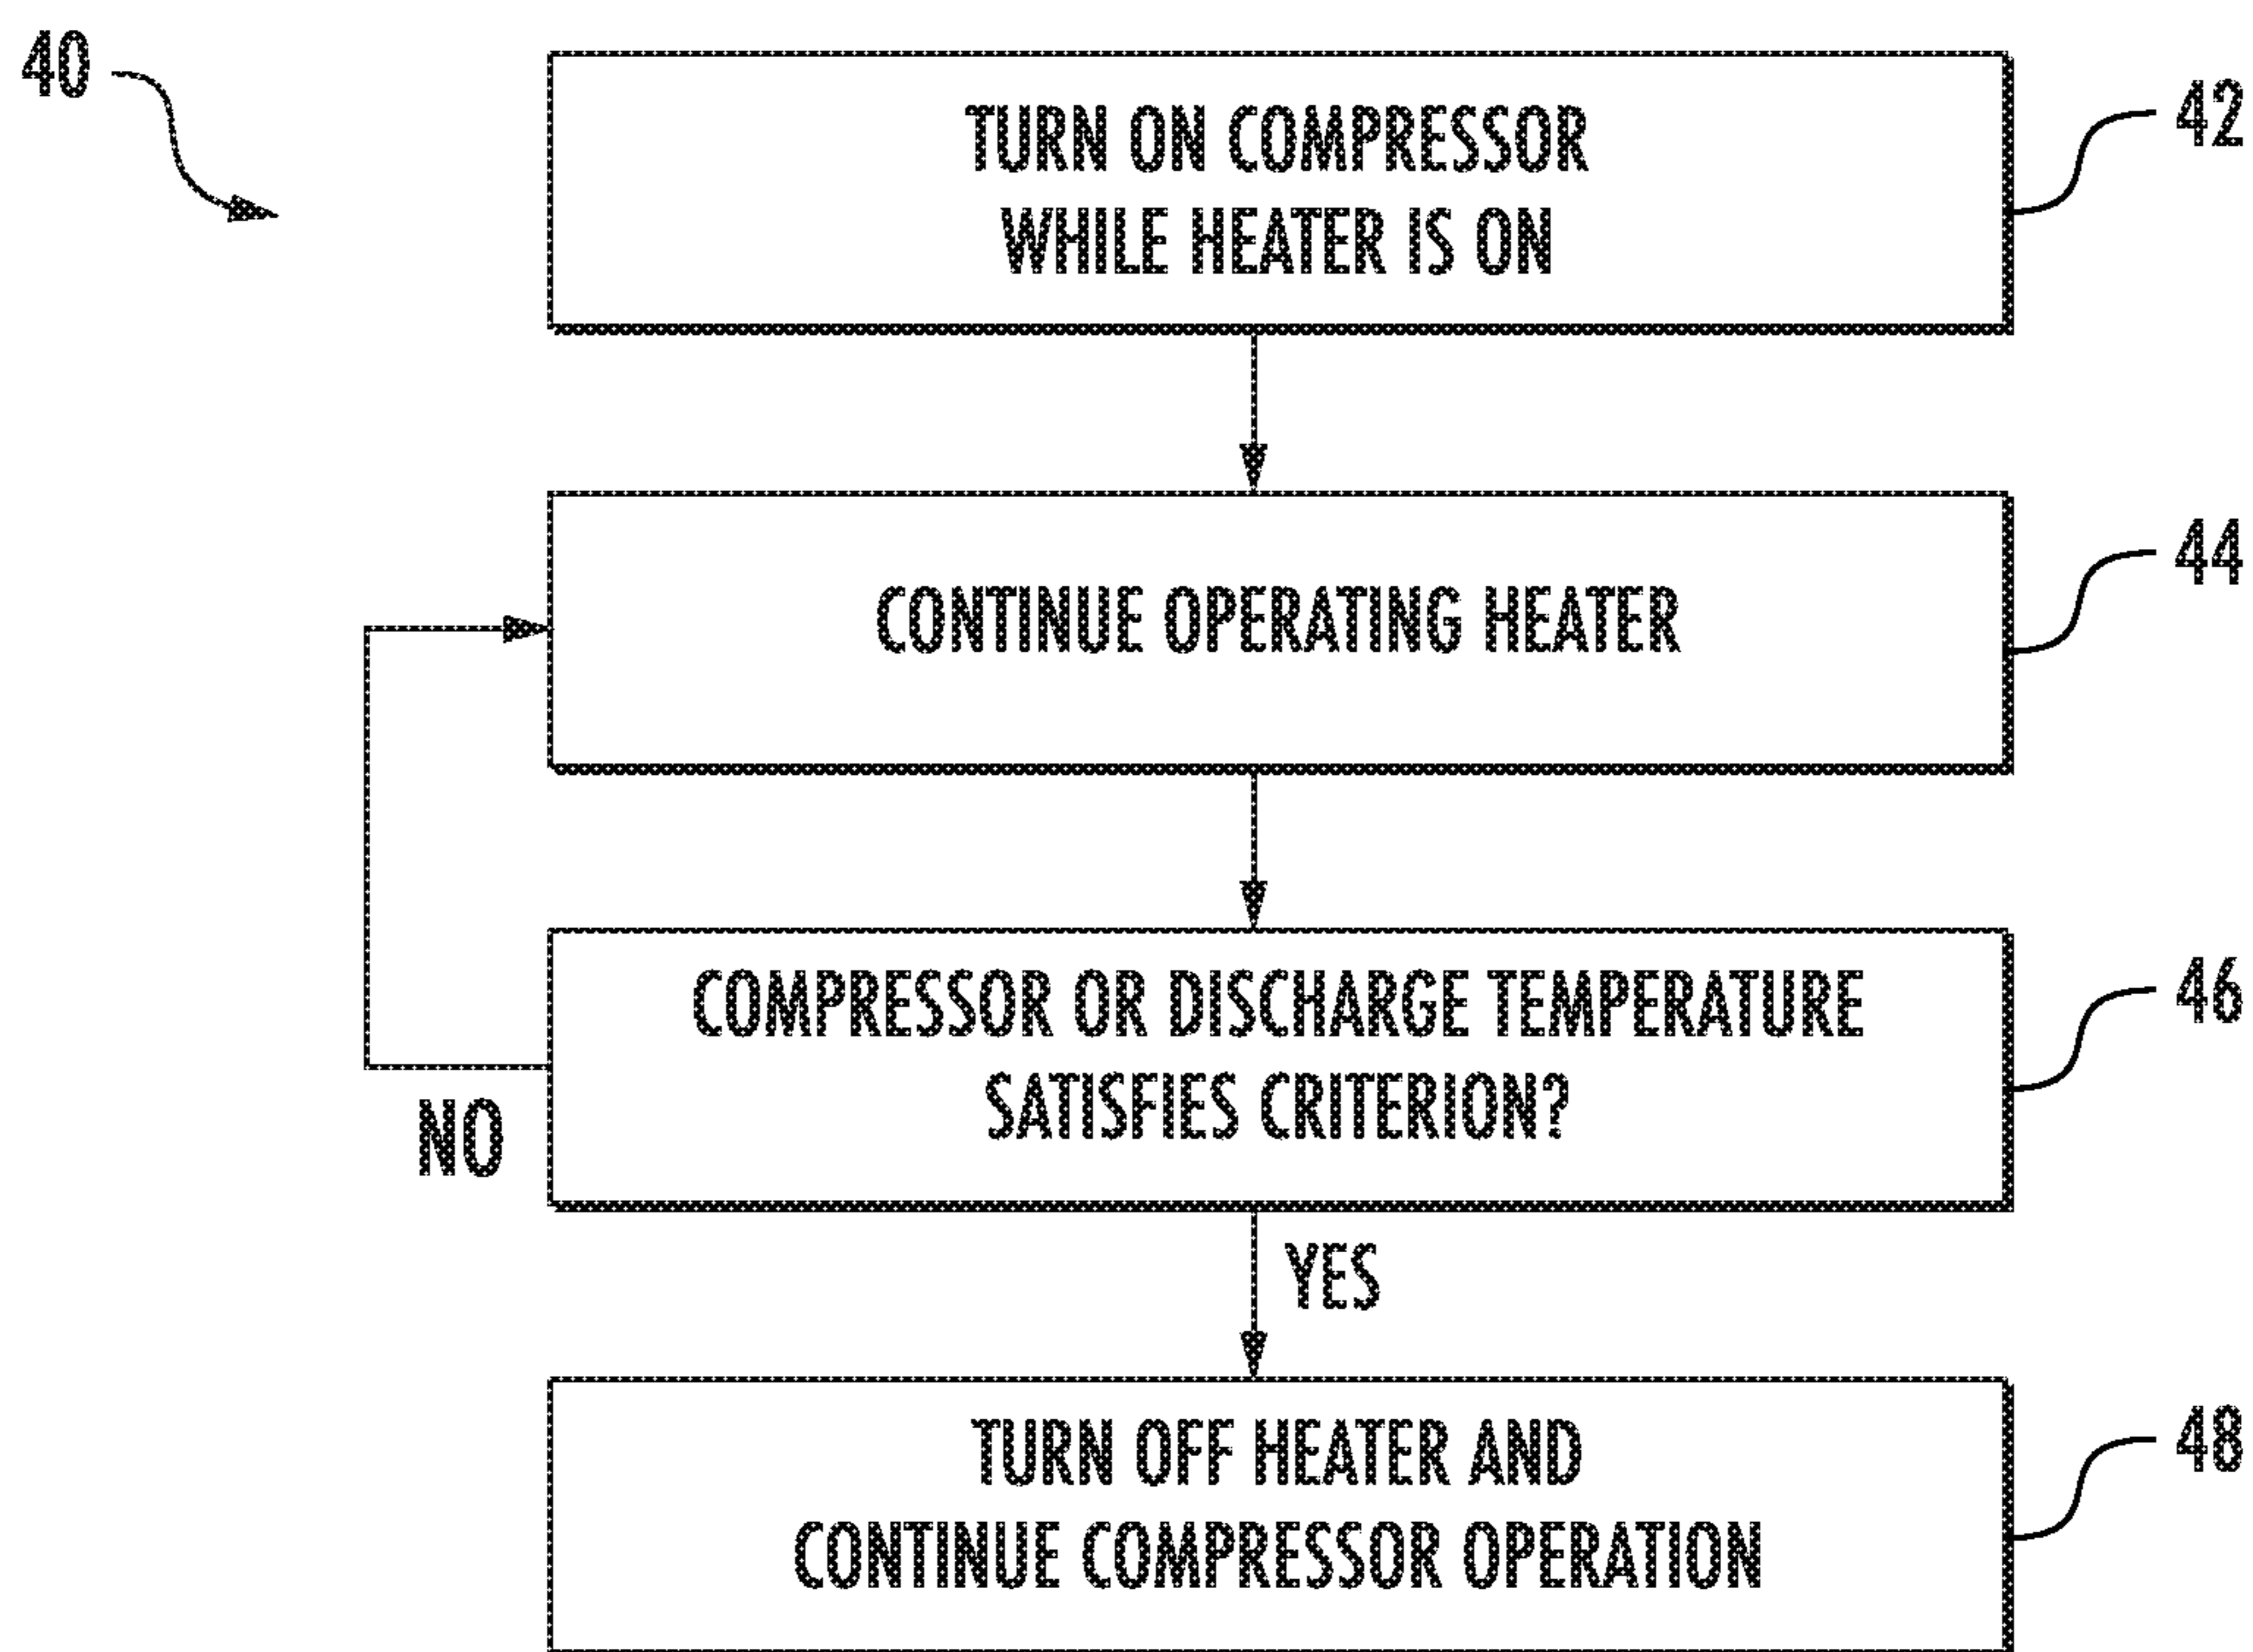 40
TURN ON COMPRESSOR
WHILE HEATER IS ON
42
CONTINUE OPERATING HEATER
44
COMPRESSOR OR DISCHARGE TEMPERATURE
SATISFIES CRITERION?
46
NO
YES
TURN OFF HEATER AND
CONTINUE COMPRESSOR OPERATION
48